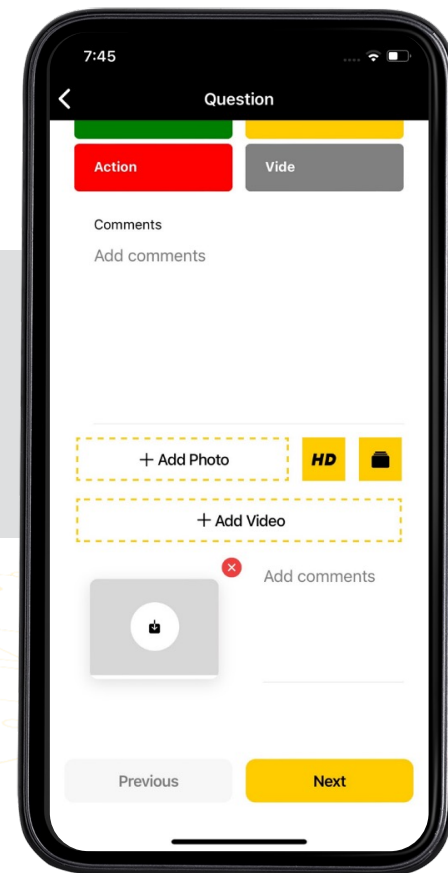 7:45
Question
Action
Vide
Comments
Add comments
+ Add Photo
HD
+ Add Video
Add comments
Previous
Next